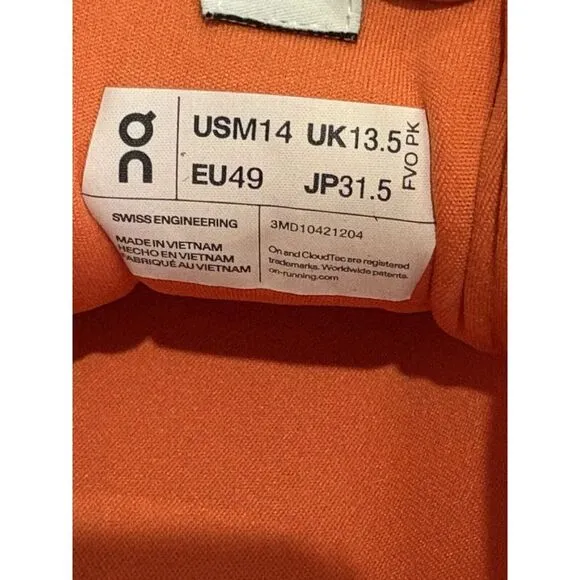 USM14 UK13.5
EU49 JP31.5
FVO PK
SWISS ENGINEERING
3MD10421204
MADE IN VIETNAM
HECHO EN VIETNAM
FABRIQUÉ AU VIETNAM
On and CloudTec are registered
trademarks. Worldwide patents.
on-running.com